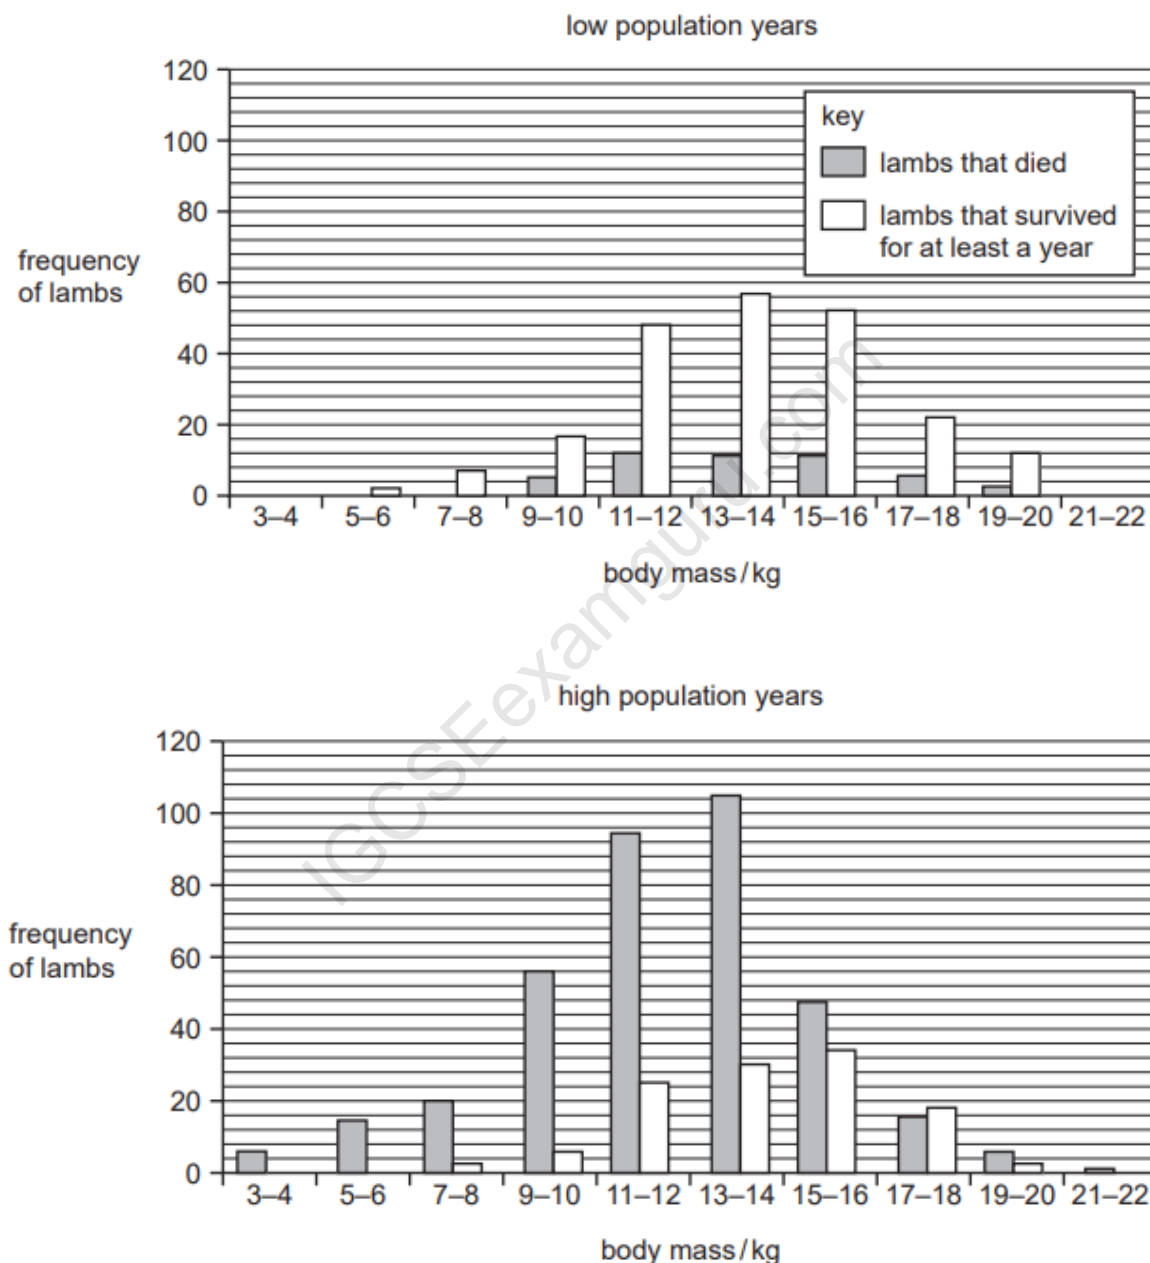 low population years
120
100
80
60
40
20
0
frequency
of lambs
key
lambs that died
lambs that survived
for at least a year
3–4 5–6 7–8 9–10 11–12 13–14 15–16 17–18 19–20 21–22
body mass/kg
IGCSEexamguru.com
high population years
120
100
80
60
40
20
0
frequency
of lambs
3–4 5–6 7–8 9–10 11–12 13–14 15–16 17–18 19–20 21–22
body mass/kg